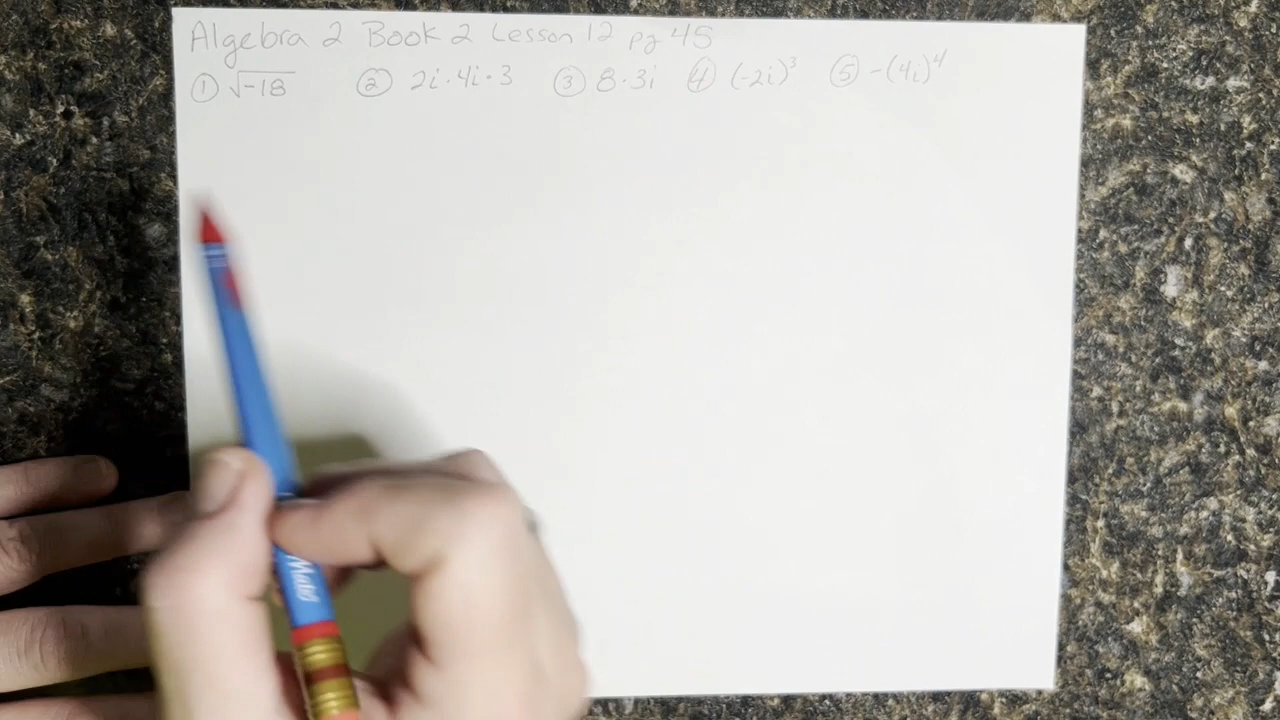 Algebra 2 Book 2 Lesson 12 pg 45
① √-18 ② 2i·4i·3 ③ 8·3i ④ (-2i)³ ⑤ -(4i)⁴